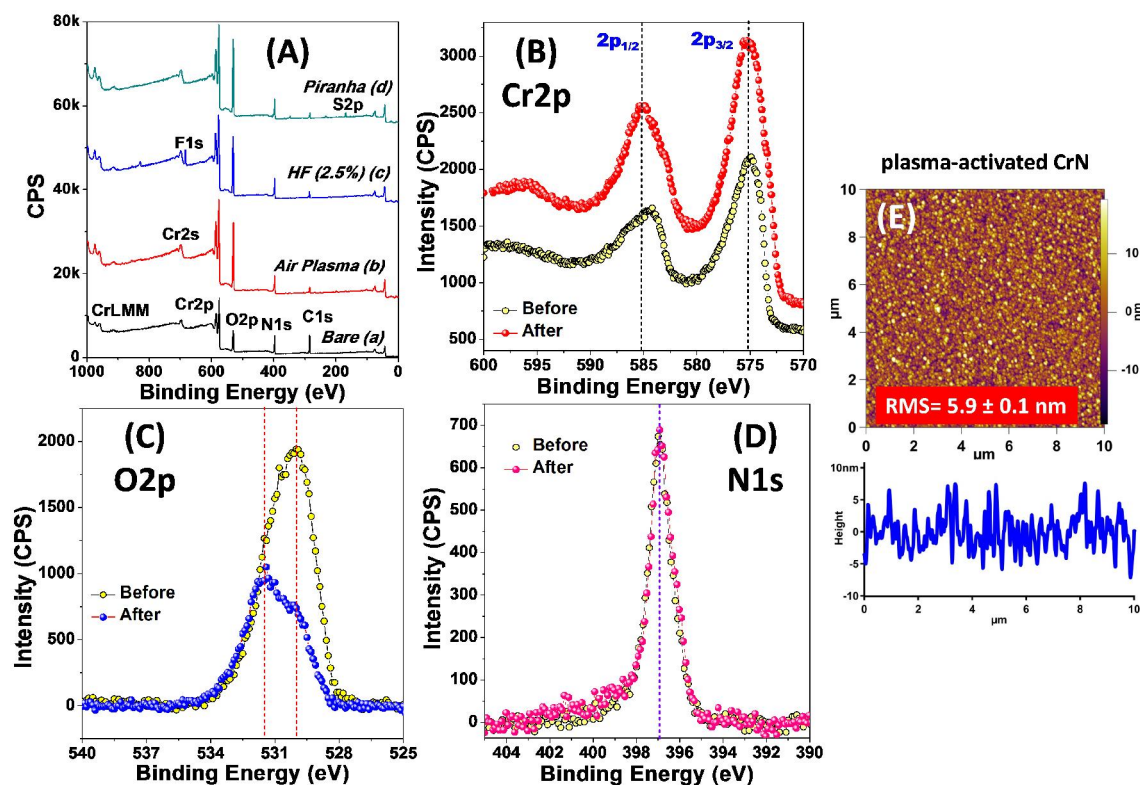 (A)
80k
60k
40k
20k
0
CPS
Piranha (d)
S2p
F1s
HF (2.5%) (c)
Cr2s
Air Plasma (b)
CrLMM
Cr2p
O2p
N1s
C1s
Bare (a)
1000 800 600 400 200 0
Binding Energy (eV)
(B)
Cr2p
2p1/2
2p3/2
3000
2500
2000
1500
1000
500
Intensity (CPS)
Before
After
600 595 590 585 580 575 570
Binding Energy (eV)
(C)
O2p
2000
1500
1000
500
0
Intensity (CPS)
Before
After
540 537 534 531 528 525
Binding Energy (eV)
(D)
N1s
700
600
500
400
300
200
100
0
Intensity (CPS)
Before
After
404 402 400 398 396 394 392 390
Binding Energy (eV)
plasma-activated CrN
(E)
10
8
6
4
2
0
µm
RMS= 5.9 ± 0.1 nm
0 2 4 6 8 10
µm
10
0
-10
nm
10nm
0
-10
Height
0 2 4 6 8 10
µm